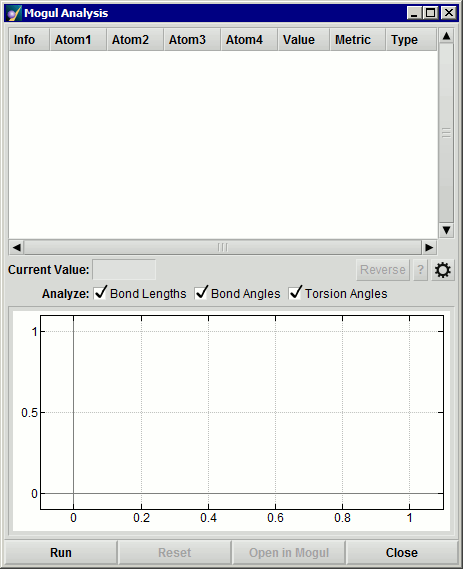 Mogul Analysis
Info Atom1 Atom2 Atom3 Atom4 Value Metric Type
Current Value: Reverse ?
Analyze: Bond Lengths Bond Angles Torsion Angles
1
0.5
0
0 0.2 0.4 0.6 0.8 1
Run Reset Open in Mogul Close